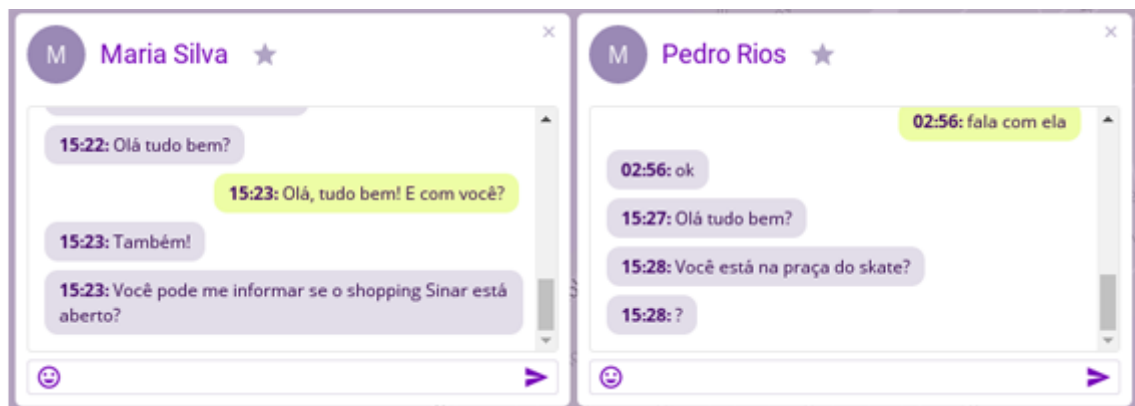 M
Maria Silva
15:22: Olá tudo bem?
15:23: Olá, tudo bem! E com você?
15:23: Também!
15:23: Você pode me informar se o shopping Sinar está
aberto?
M
Pedro Rios
02:56: fala com ela
02:56: ok
15:27: Olá tudo bem?
15:28: Você está na praça do skate?
15:28: ?